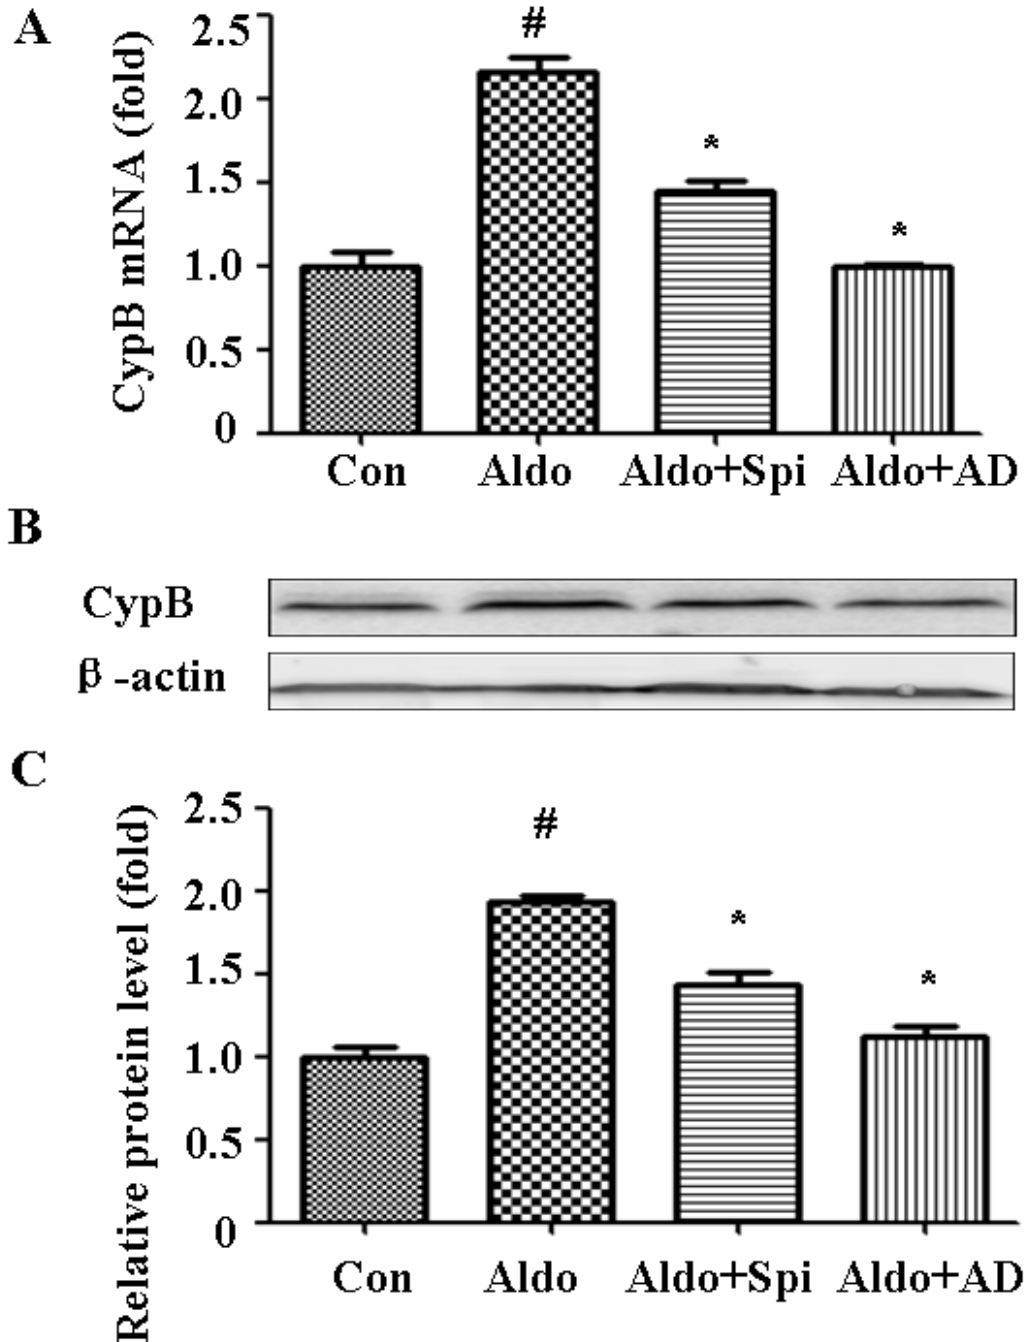 A
CypB mRNA (fold)
2.5
2.0
1.5
1.0
0.5
0
#
*
*
Con Aldo Aldo+Spi Aldo+AD
B
CypB
β -actin
C
Relative protein level (fold)
2.5
2.0
1.5
1.0
0.5
0
#
*
*
Con Aldo Aldo+Spi Aldo+AD